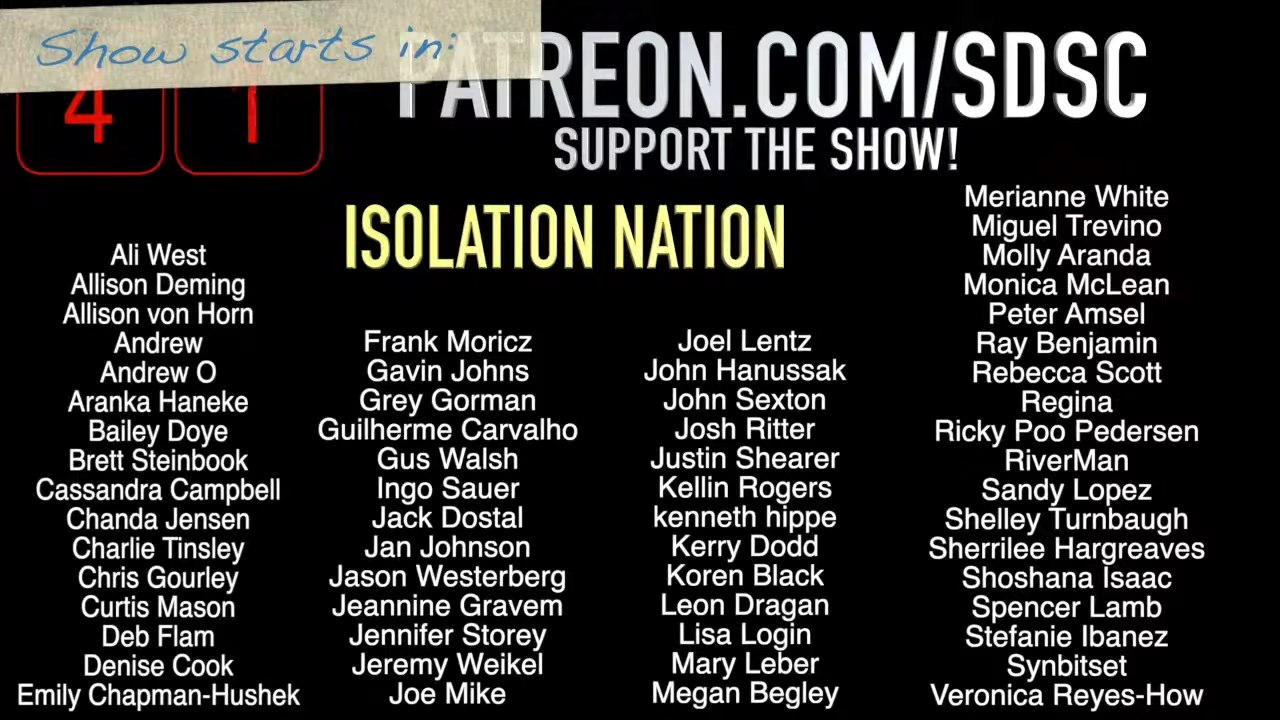 Show starts in:
4 1
PATREON.COM/SDSC
SUPPORT THE SHOW!
ISOLATION NATION
Ali West
Allison Deming
Allison von Horn
Andrew
Andrew O
Aranka Haneke
Bailey Doye
Brett Steinbook
Cassandra Campbell
Chanda Jensen
Charlie Tinsley
Chris Gourley
Curtis Mason
Deb Flam
Denise Cook
Emily Chapman-Hushek
Frank Moricz
Gavin Johns
Grey Gorman
Guilherme Carvalho
Gus Walsh
Ingo Sauer
Jack Dostal
Jan Johnson
Jason Westerberg
Jeannine Gravem
Jennifer Storey
Jeremy Weikel
Joe Mike
Joel Lentz
John Hanussak
John Sexton
Josh Ritter
Justin Shearer
Kellin Rogers
kenneth hippe
Kerry Dodd
Koren Black
Leon Dragan
Lisa Login
Mary Leber
Megan Begley
Merianne White
Miguel Trevino
Molly Aranda
Monica McLean
Peter Amsel
Ray Benjamin
Rebecca Scott
Regina
Ricky Poo Pedersen
RiverMan
Sandy Lopez
Shelley Turnbaugh
Sherrilee Hargreaves
Shoshana Isaac
Spencer Lamb
Stefanie Ibanez
Synbitset
Veronica Reyes-How